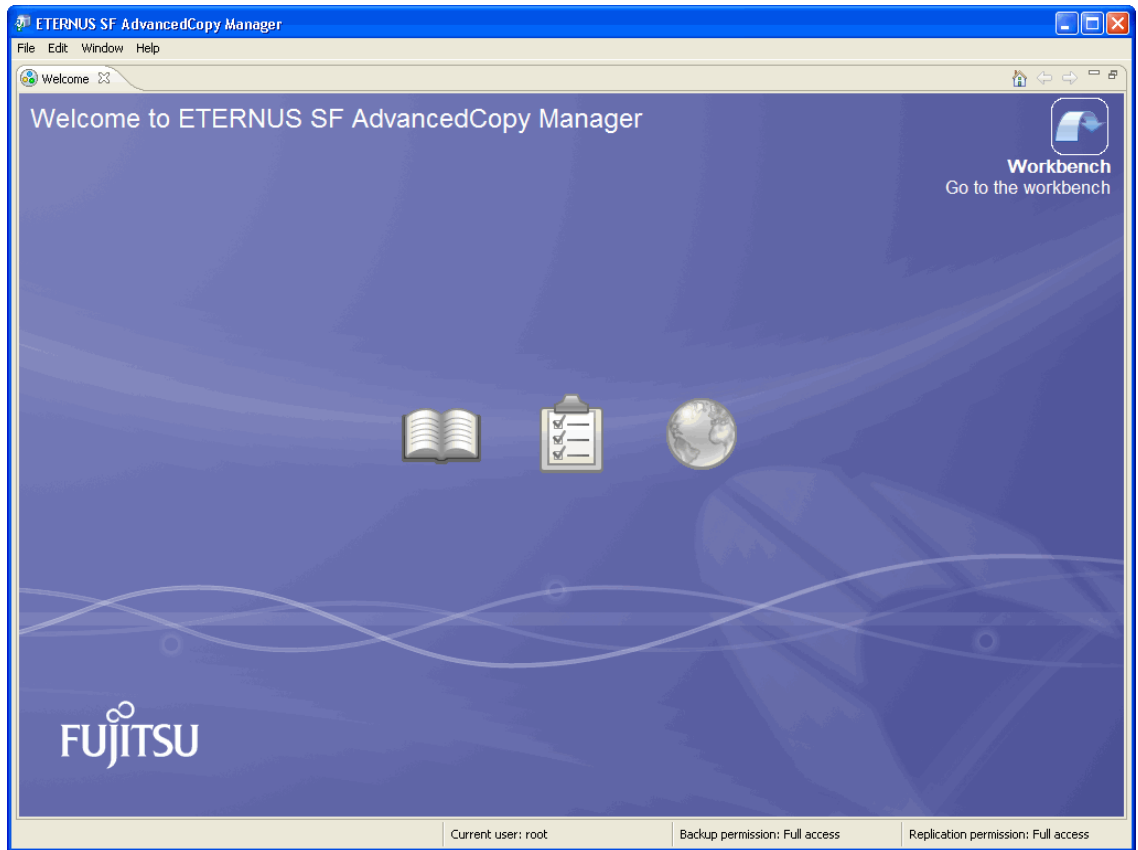 ETERNUS SF AdvancedCopy Manager
File Edit Window Help
Welcome
Welcome to ETERNUS SF AdvancedCopy Manager
Workbench
Go to the workbench
FUJITSU
Current user: root Backup permission: Full access Replication permission: Full access